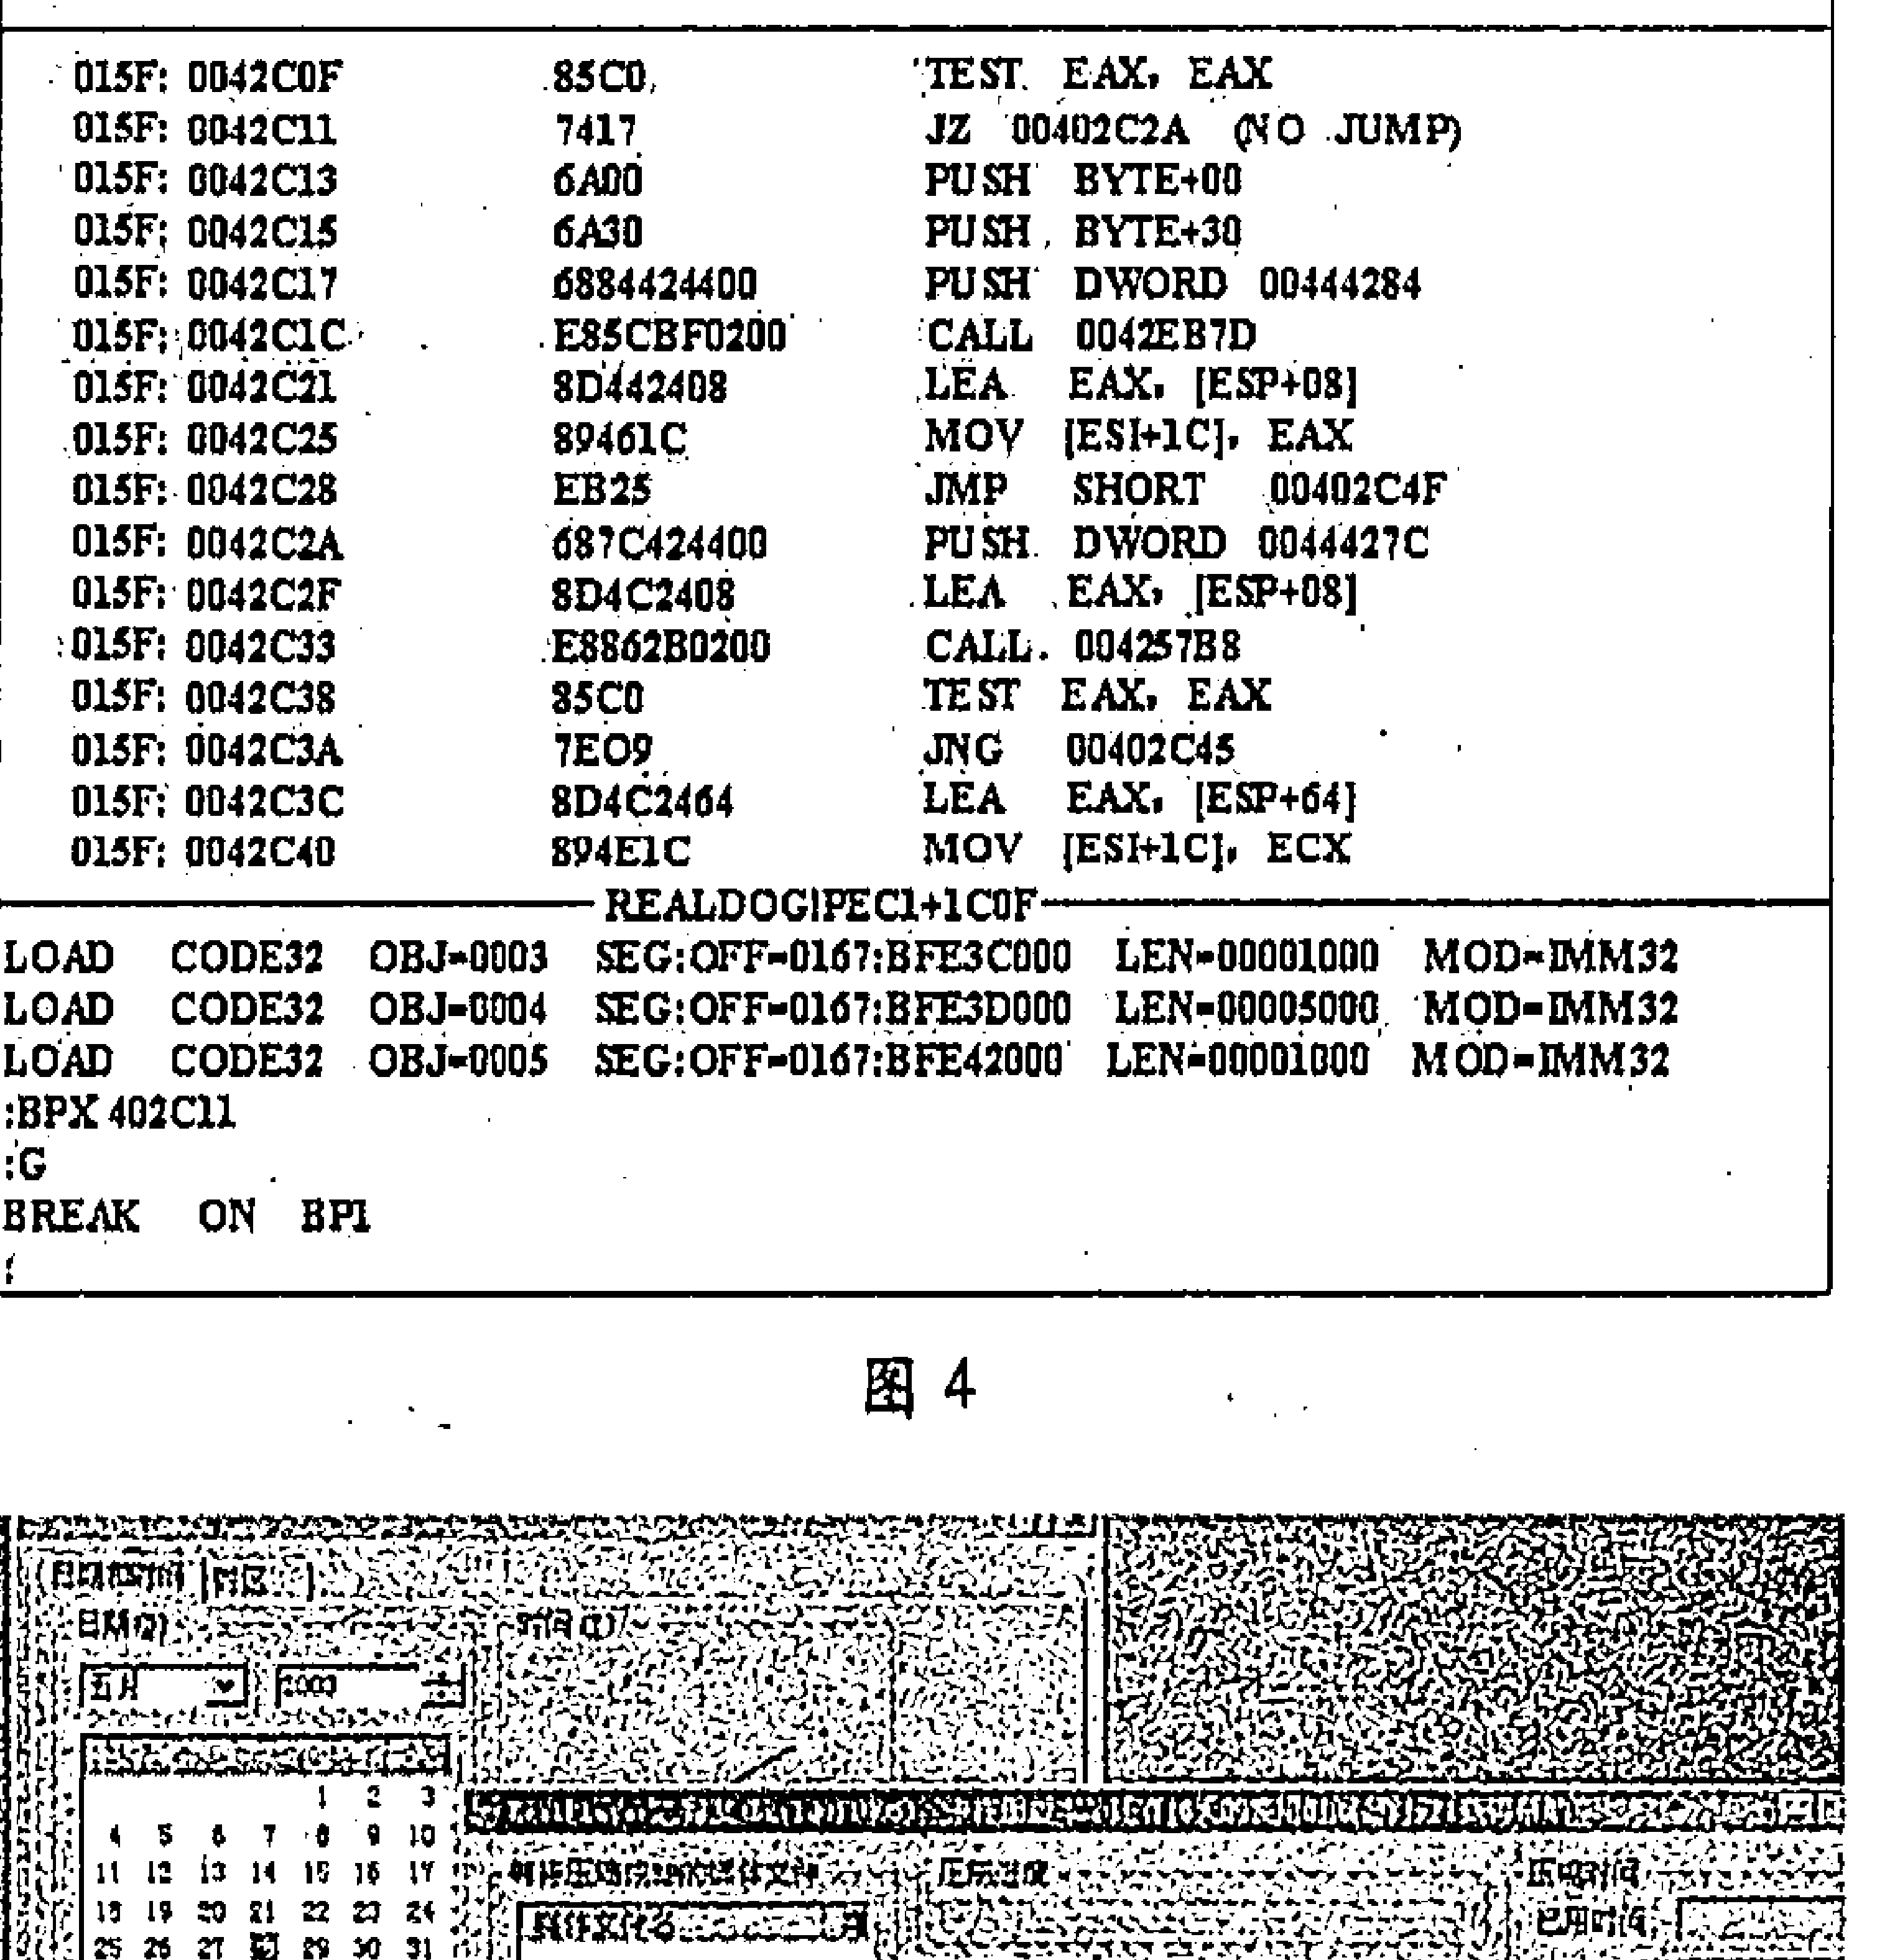 015F: 0042C0F 85C0 TEST EAX, EAX
015F: 0042C11 7417 JZ 00402C2A (NO JUMP)
015F: 0042C13 6A00 PUSH BYTE+00
015F: 0042C15 6A30 PUSH BYTE+30
015F: 0042C17 6884424400 PUSH DWORD 00444284
015F: 0042C1C E85CBF0200 CALL 0042EB7D
015F: 0042C21 8D442408 LEA EAX, [ESP+08]
015F: 0042C25 89461C MOV [ESI+1C], EAX
015F: 0042C28 EB25 JMP SHORT 00402C4F
015F: 0042C2A 687C424400 PUSH DWORD 0044427C
015F: 0042C2F 8D4C2408 LEA EAX, [ESP+08]
015F: 0042C33 E8862B0200 CALL 004257B8
015F: 0042C38 85C0 TEST EAX, EAX
015F: 0042C3A 7EO9 JNG 00402C45
015F: 0042C3C 8D4C2464 LEA EAX, [ESP+64]
015F: 0042C40 894E1C MOV [ESI+1C], ECX
REALDOG!PEC1+1C0F
LOAD CODE32 OBJ=0003 SEG:OFF=0167:BFE3C000 LEN=00001000 MOD=IMM32
LOAD CODE32 OBJ=0004 SEG:OFF=0167:BFE3D000 LEN=00005000 MOD=IMM32
LOAD CODE32 OBJ=0005 SEG:OFF=0167:BFE42000 LEN=00001000 MOD=IMM32
:BPX 402C11
:G
BREAK ON BP1
:
图 4
五月
1 2 3
4 5 6 7 8 9 10
11 12 13 14 15 16 17
18 19 20 21 22 23 24
25 26 27 29 30 31